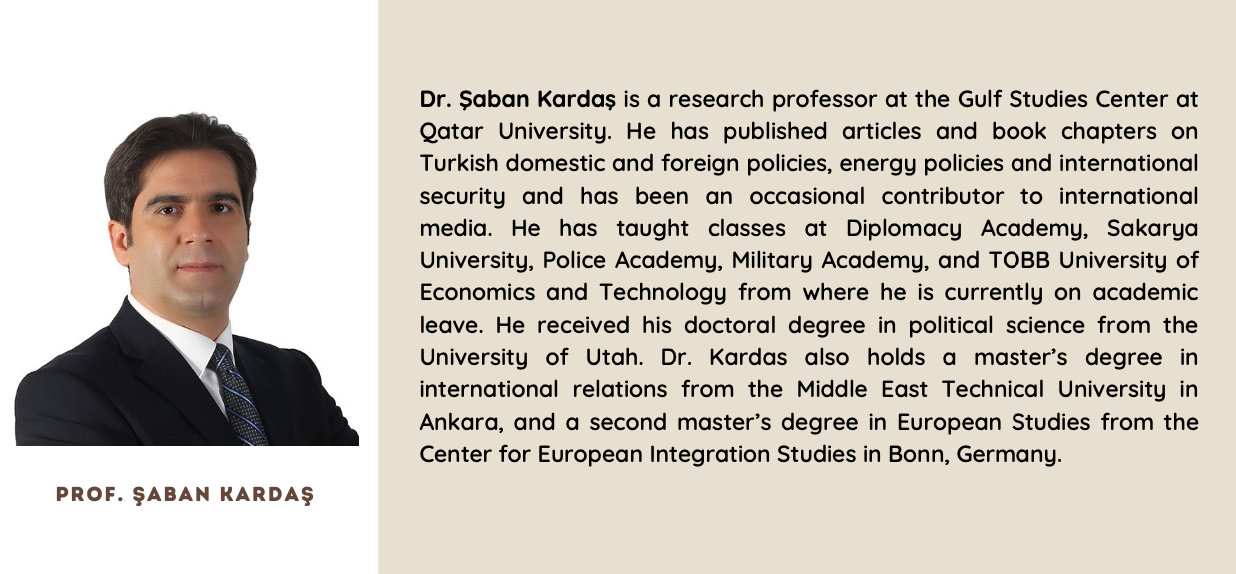 Dr. Şaban Kardaş is a research professor at the Gulf Studies Center at
Qatar University. He has published articles and book chapters on
Turkish domestic and foreign policies, energy policies and international
security and has been an occasional contributor to international
media. He has taught classes at Diplomacy Academy, Sakarya
University, Police Academy, Military Academy, and TOBB University of
Economics and Technology from where he is currently on academic
leave. He received his doctoral degree in political science from the
University of Utah. Dr. Kardas also holds a master’s degree in
international relations from the Middle East Technical University in
Ankara, and a second master’s degree in European Studies from the
Center for European Integration Studies in Bonn, Germany.
PROF. ŞABAN KARDAŞ